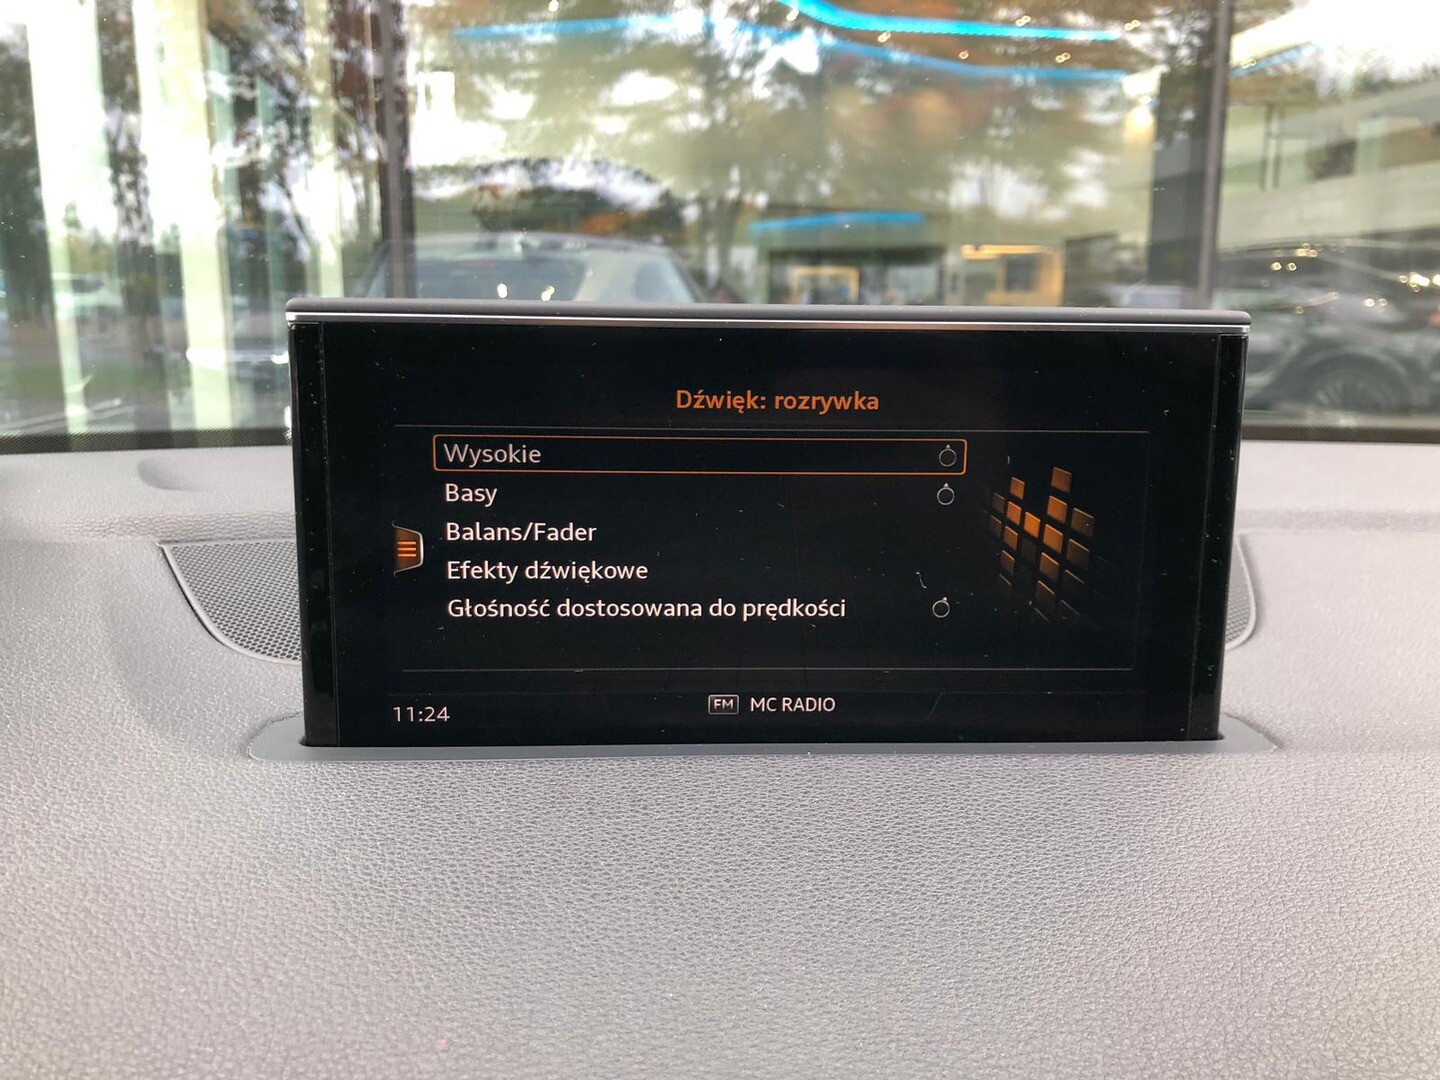 Dźwięk: rozrywka
Wysokie
Basy
Balans/Fader
Efekty dźwiękowe
Głośność dostosowana do prędkości
11:24
FM MC RADIO